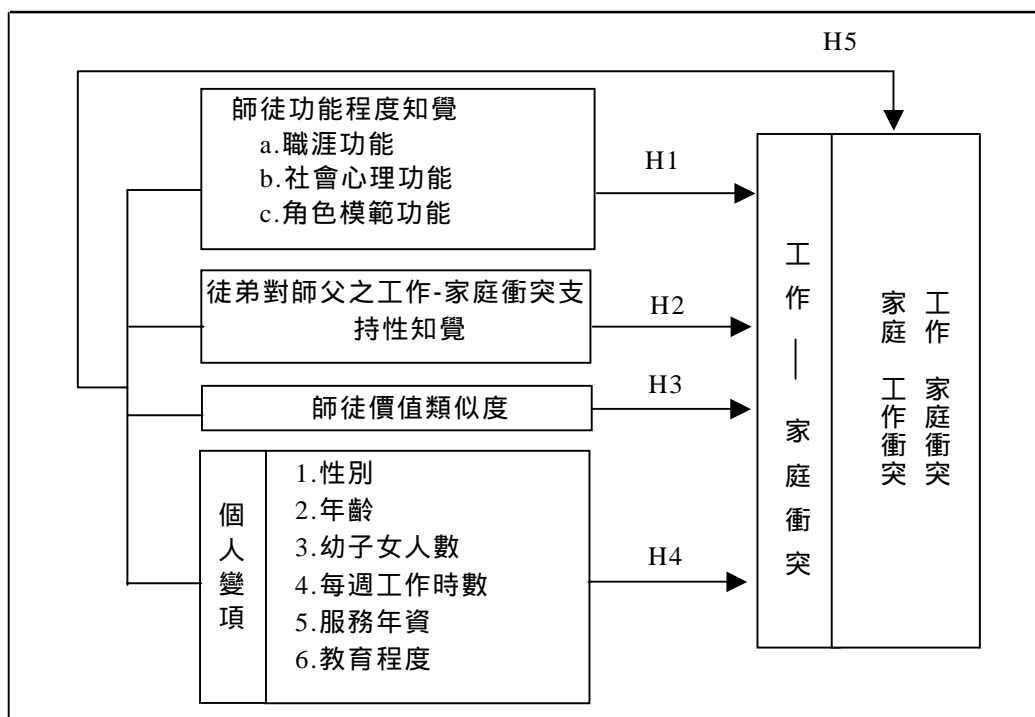 H5
師徒功能程度知覺
a.職涯功能
b.社會心理功能
c.角色模範功能
H1
徒弟對師父之工作-家庭衝突支
持性知覺
H2
師徒價值類似度
H3
個人變項
1.性別
2.年齡
3.幼子女人數
4.每週工作時數
5.服務年資
6.教育程度
H4
工作—家庭衝突
工作 家庭衝突
家庭 工作衝突